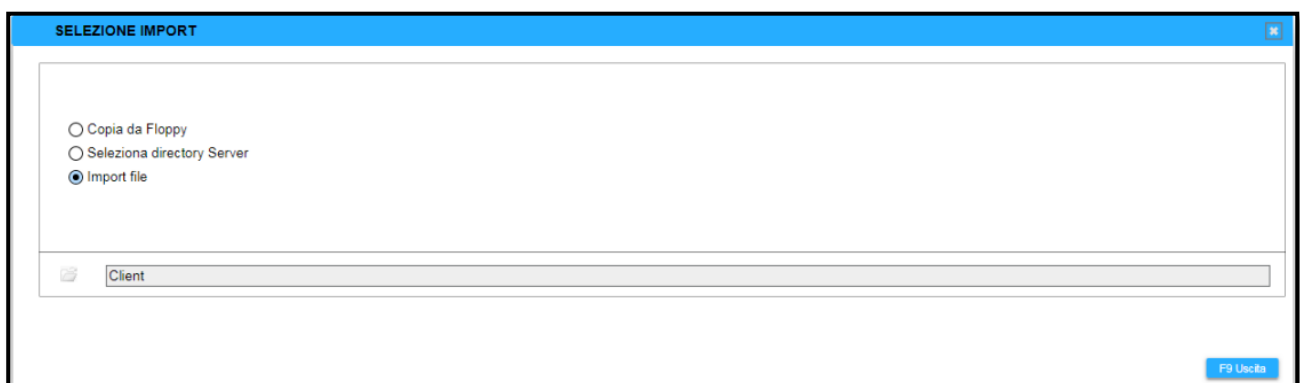 SELEZIONE IMPORT
Copia da Floppy
Seleziona directory Server
Import file
Client
F9 Uscita